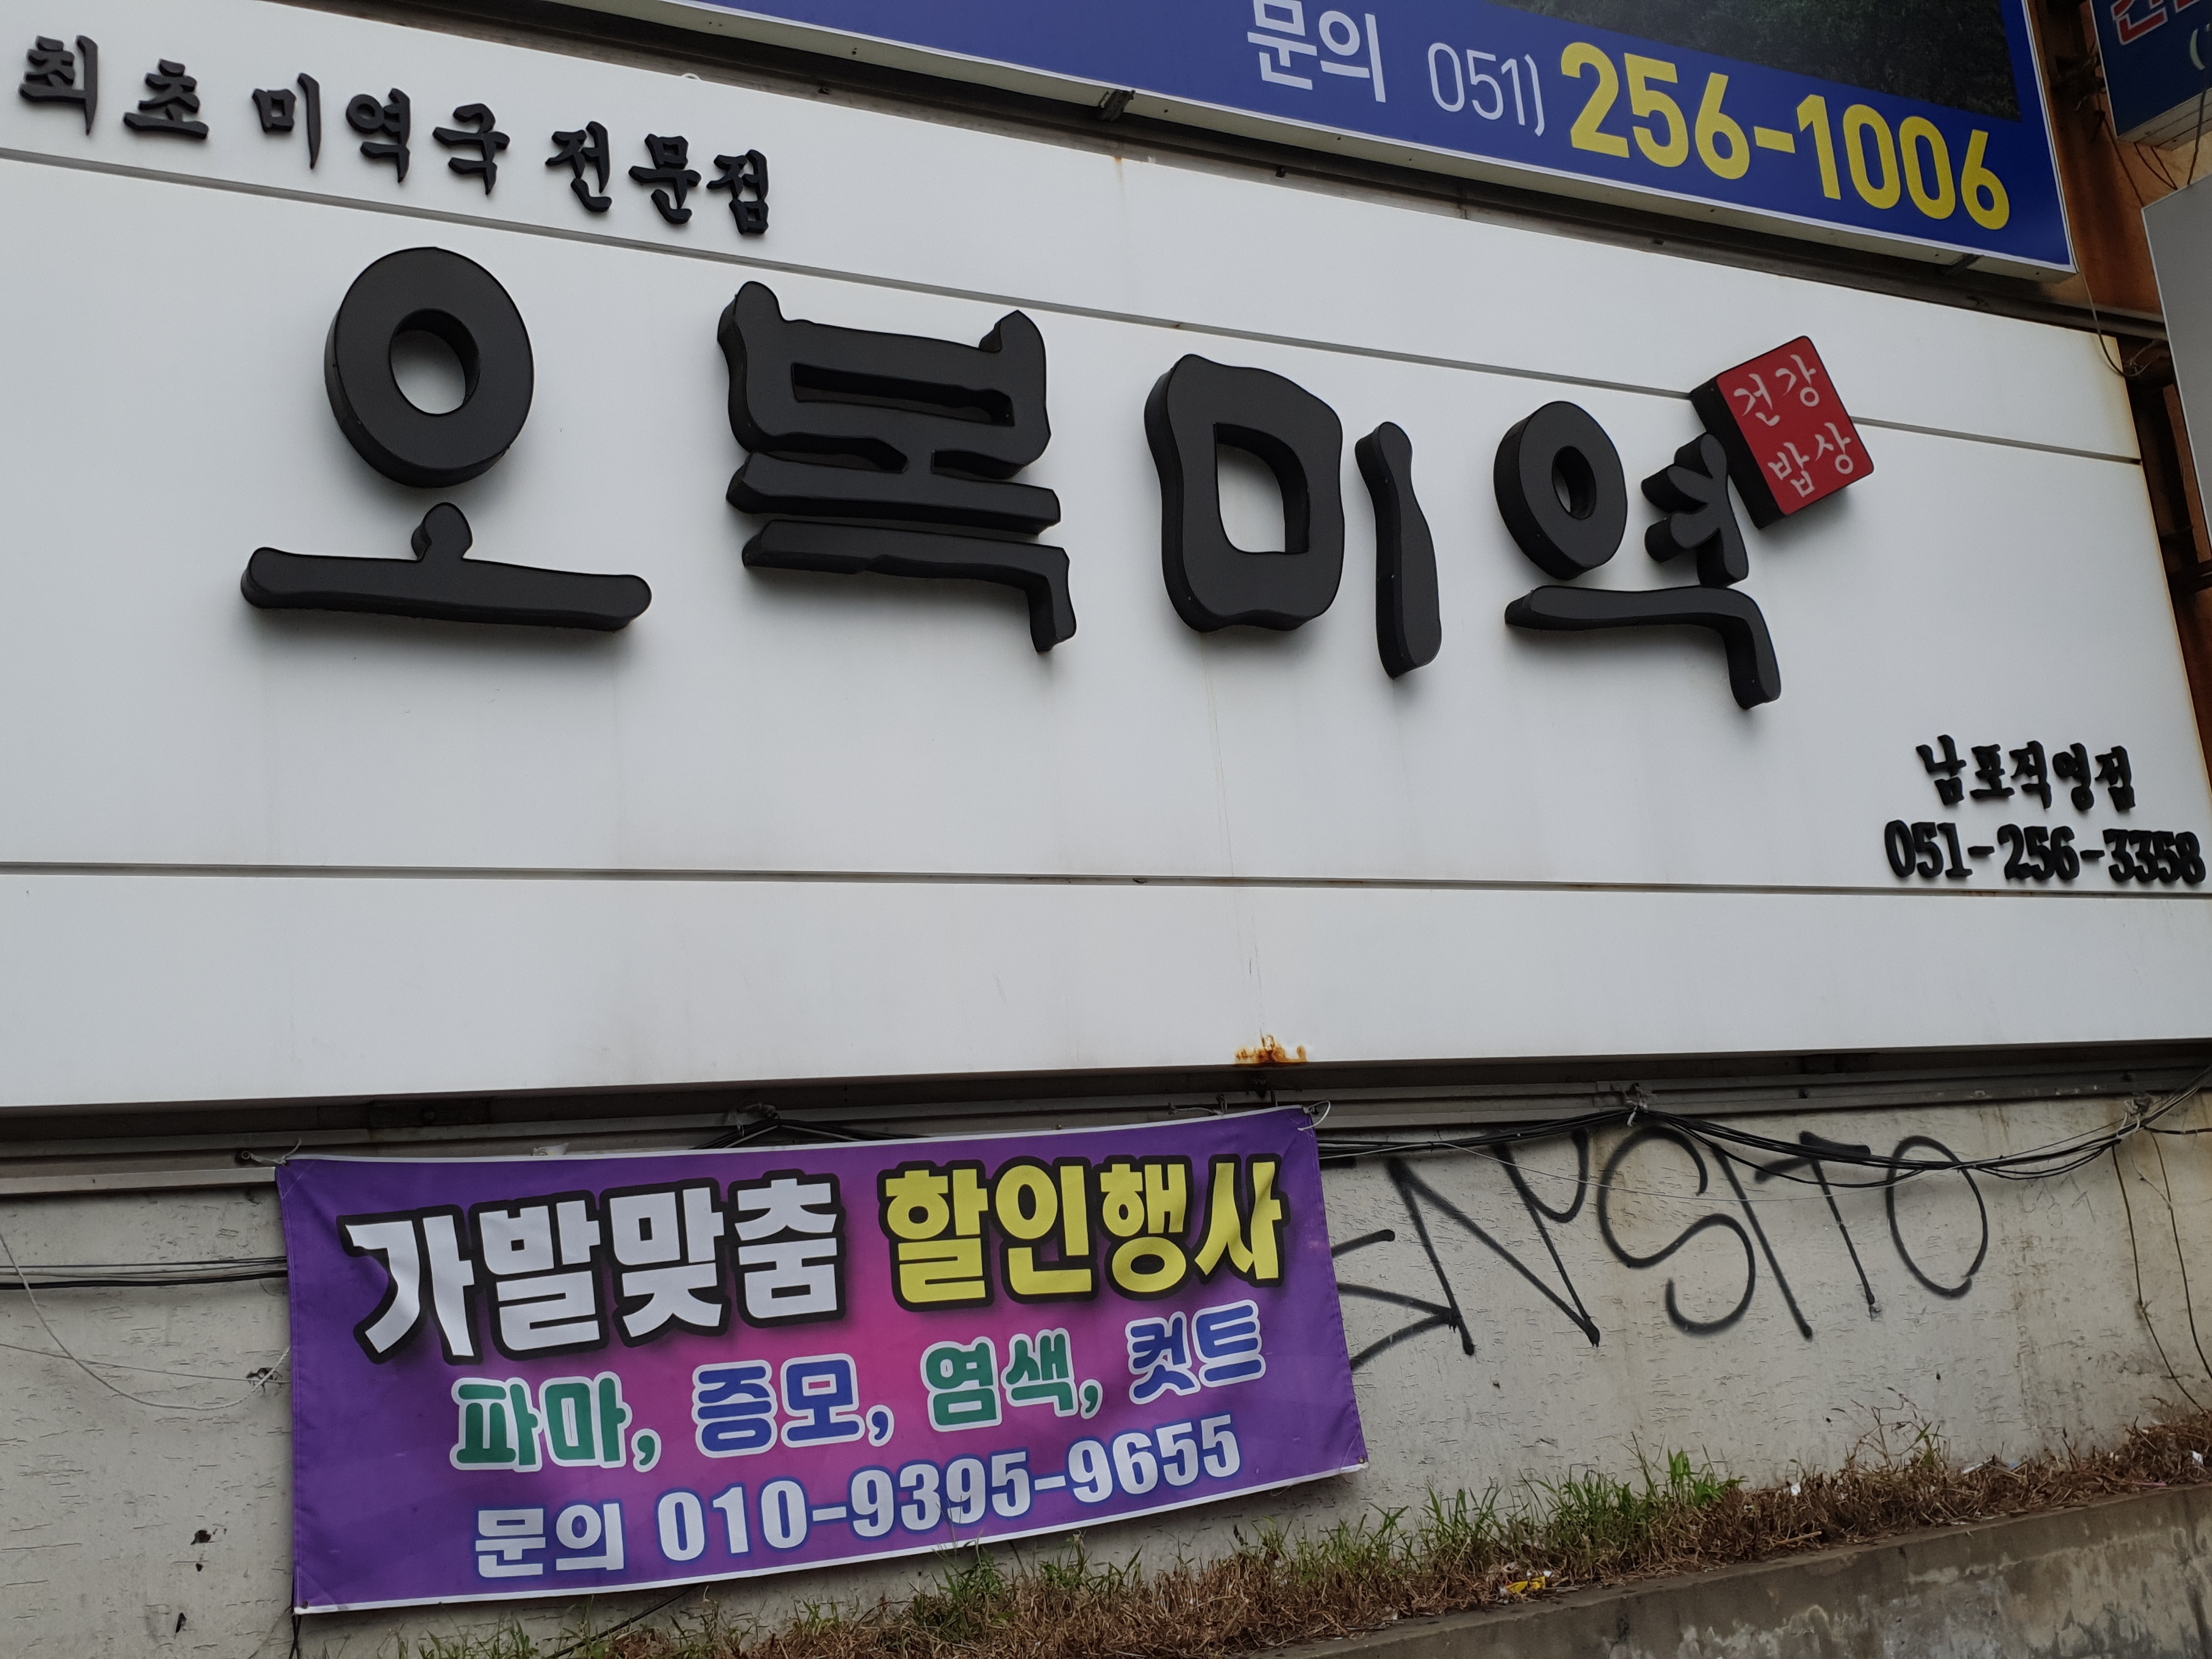 문의 051) 256-1006
최초 미역국 전문점
오복미역
건강
밥상
남포직영점
051-256-3358
가발맞춤 할인행사
파마, 증모, 염색, 컷트
문의 010-9395-9655
ENSITO